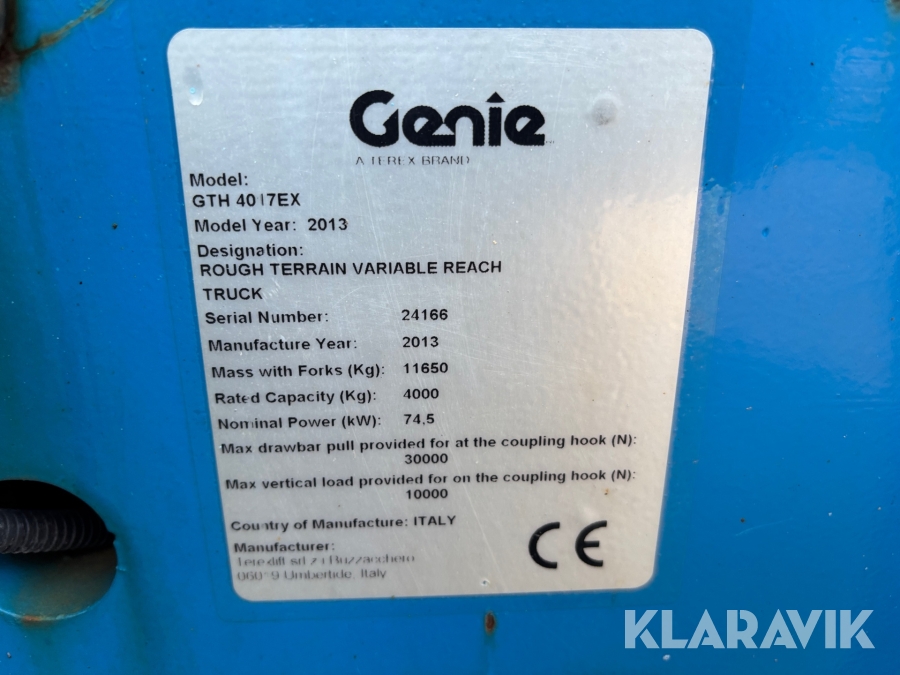 Genie
A TEREX BRAND
Model:
GTH 4017EX
Model Year: 2013
Designation:
ROUGH TERRAIN VARIABLE REACH
TRUCK
Serial Number: 24166
Manufacture Year: 2013
Mass with Forks (Kg): 11650
Rated Capacity (Kg): 4000
Nominal Power (kW): 74,5
Max drawbar pull provided for at the coupling hook (N):
30000
Max vertical load provided for on the coupling hook (N):
10000
Country of Manufacture: ITALY
Manufacturer:
srl
Umbertide, Italy
CE
KLARAVIK